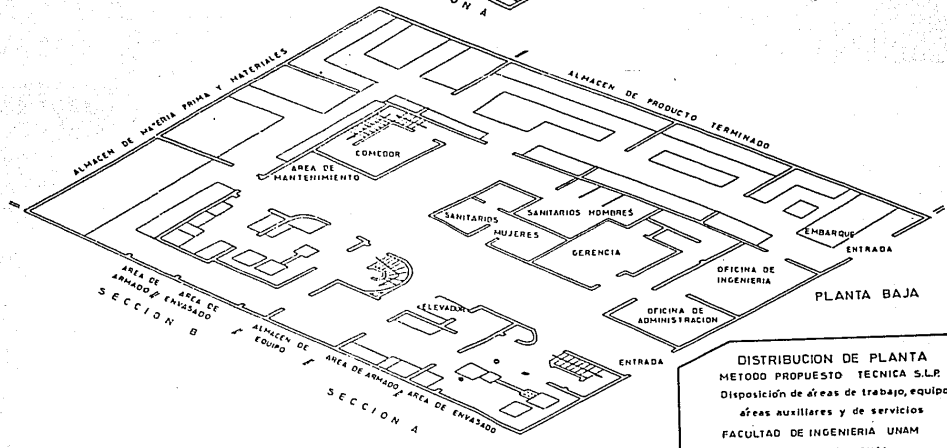 ON A
ALMACEN DE MATERIA PRIMA Y MATERIALES
ALMACEN DE PRODUCTO TERMINADO
COMEDOR
AREA DE
MANTENIMIENTO
SANITARIOS
MUJERES
SANITARIOS HOMBRES
GERENCIA
EMBARQUE
ENTRADA
OFICINA DE
INGENIERIA
PLANTA BAJA
OFICINA DE
ADMINISTRACION
ELEVADOR
ENTRADA
AREA DE
ARMADO
AREA DE
ENVASADO
SECCION B
ALMACEN DE
EQUIPO
AREA DE ARMADO
AREA DE ENVASADO
SECCION A
DISTRIBUCION DE PLANTA
METODO PROPUESTO TECNICA S.L.P.
Disposición de áreas de trabajo, equipo
áreas auxiliares y de servicios
FACULTAD DE INGENIERIA UNAM